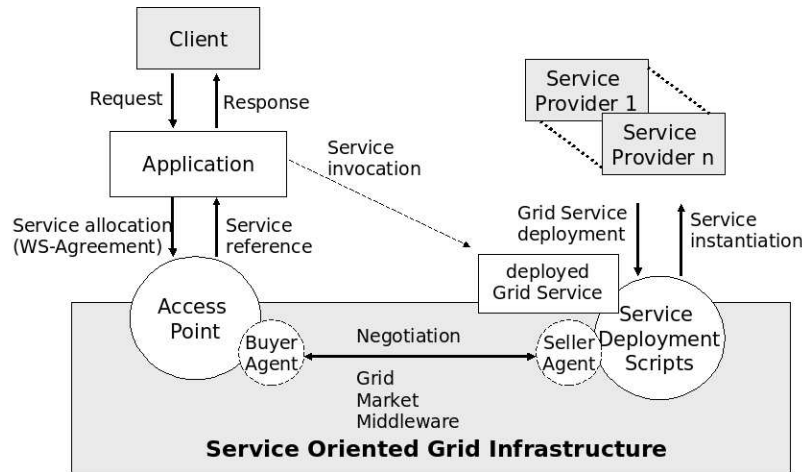 Client
Request
Response
Application
Service
invocation
Service allocation
(WS-Agreement)
Service
reference
Access
Point
Buyer
Agent
Negotiation
Grid
Market
Middleware
Service
Provider 1
Service
Provider n
Grid Service
deployment
Service
instantiation
deployed
Grid Service
Seller
Agent
Service
Deployment
Scripts
Service Oriented Grid Infrastructure